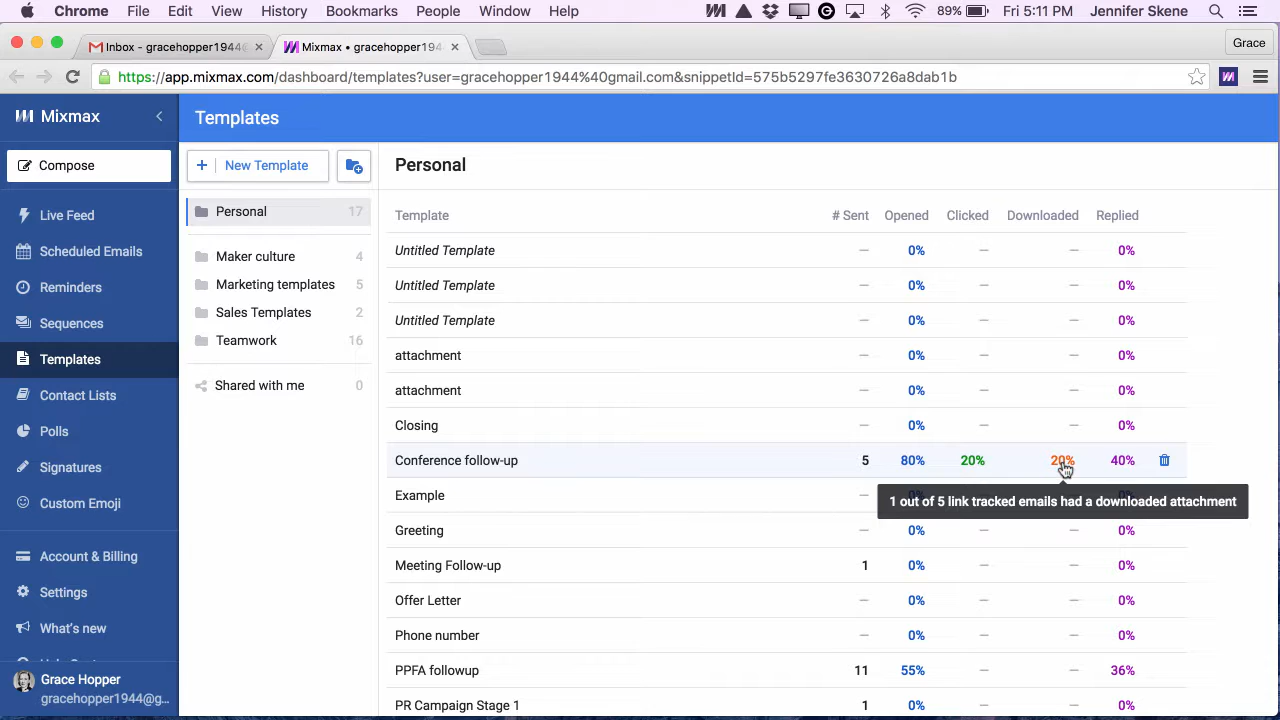 Chrome File Edit View History Bookmarks People Window Help 89% Fri 5:11 PM Jennifer Skene
Inbox - gracehopper1944 Mixmax • gracehopper194 Grace
https://app.mixmax.com/dashboard/templates?user=gracehopper1944%40gmail.com&snippetId=575b5297fe3630726a8dab1b
Mixmax
Compose
Live Feed
Scheduled Emails
Reminders
Sequences
Templates
Contact Lists
Polls
Signatures
Custom Emoji
Account & Billing
Settings
What's new
Grace Hopper
gracehopper1944@g...
Templates
+ New Template
Personal 17
Maker culture 4
Marketing templates 5
Sales Templates 2
Teamwork 16
Shared with me 0
Personal
Template # Sent Opened Clicked Downloaded Replied
Untitled Template — 0% — — 0%
Untitled Template — 0% — — 0%
Untitled Template — 0% — — 0%
attachment — 0% — — 0%
attachment — 0% — — 0%
Closing — 0% — — 0%
Conference follow-up 5 80% 20% 20% 40%
Example —
1 out of 5 link tracked emails had a downloaded attachment
Greeting — 0% — — 0%
Meeting Follow-up 1 0% — — 0%
Offer Letter — 0% — — 0%
Phone number — 0% — — 0%
PPFA followup 11 55% — — 36%
PR Campaign Stage 1 1 0% — — 0%